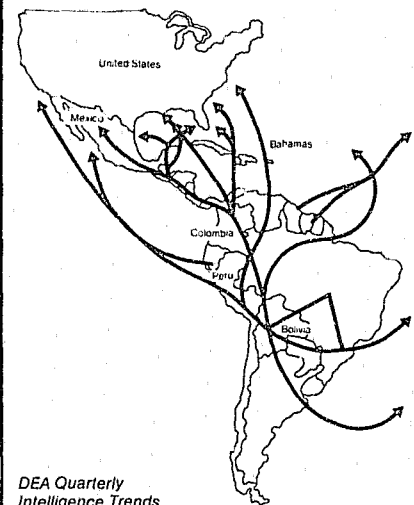 United States
Mexico
Bahamas
Colombia
Peru
Bolivia
DEA Quarterly
Intelligence Trends